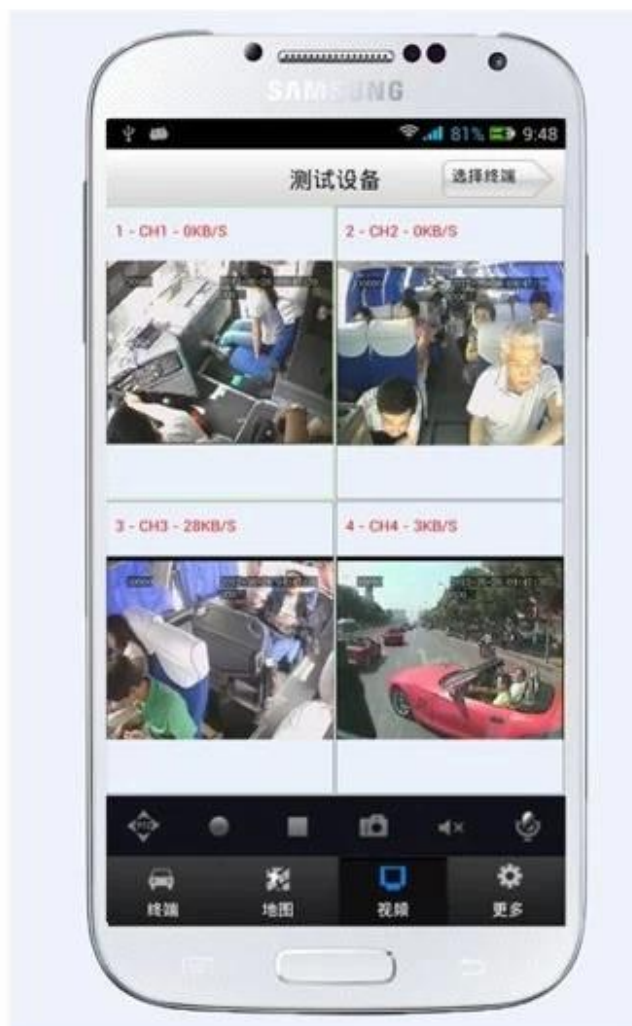 SAMSUNG
81% 9:48
测试设备
选择终端
1 - CH1 - 0KB/S
2 - CH2 - 0KB/S
3 - CH3 - 28KB/S
4 - CH4 - 3KB/S
PTZ
终端
地图
视频
更多